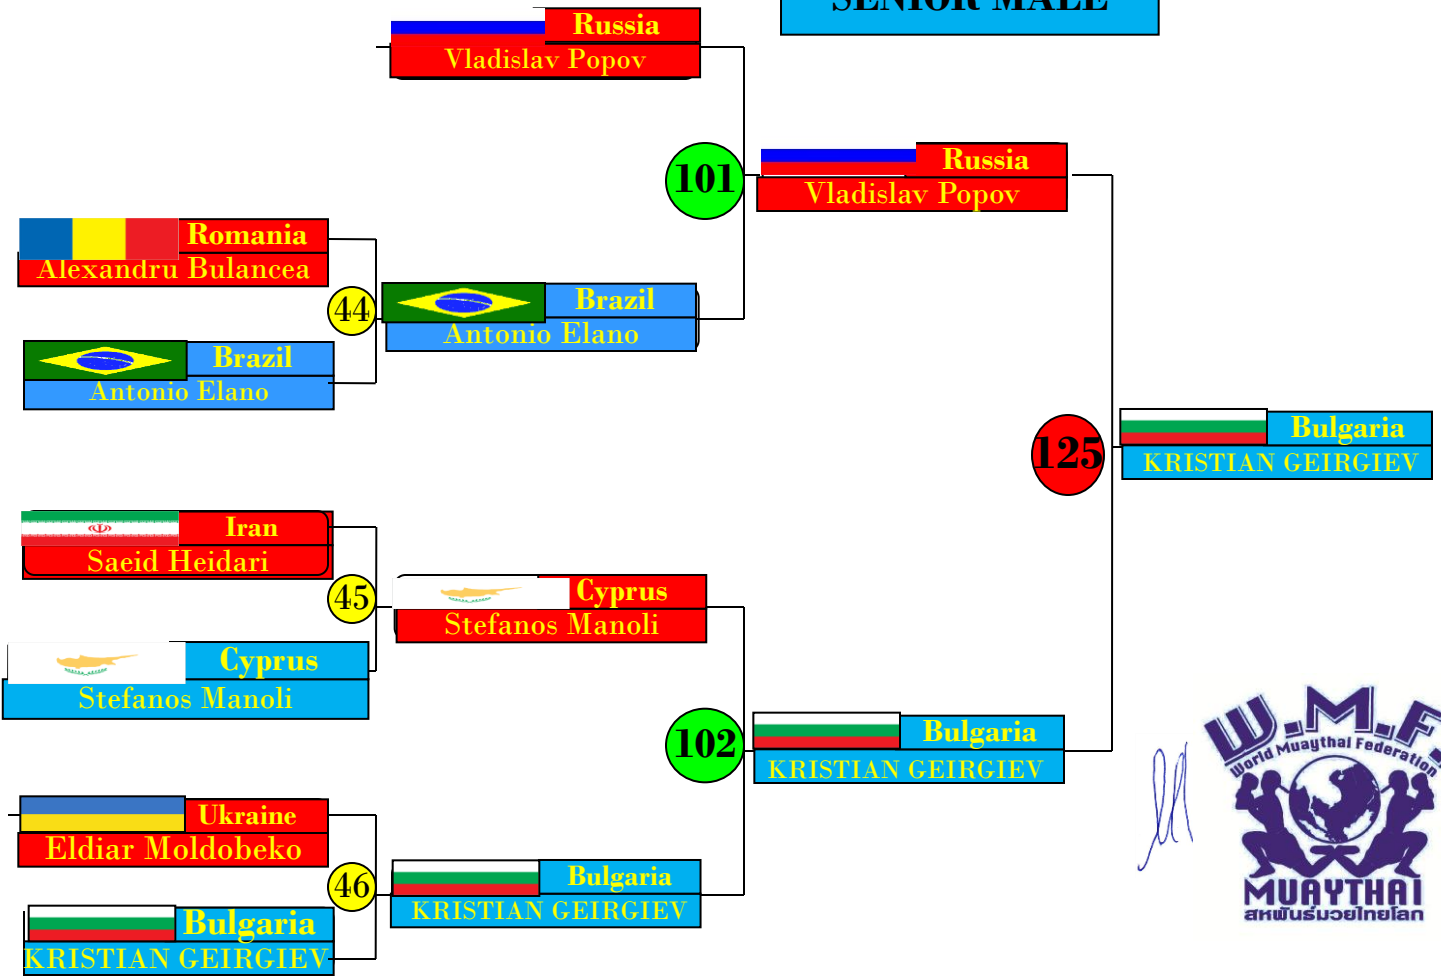 SENIOR MALE
Russia
Vladislav Popov
101
Russia
Vladislav Popov
Romania
Alexandru Bulancea
44
Brazil
Antonio Elano
Brazil
Antonio Elano
125
Bulgaria
KRISTIAN GEIRGIEV
Iran
Saeid Heidari
45
Cyprus
Stefanos Manoli
Cyprus
Stefanos Manoli
102
Bulgaria
KRISTIAN GEIRGIEV
Ukraine
Eldiar Moldobeko
46
Bulgaria
KRISTIAN GEIRGIEV
Bulgaria
KRISTIAN GEIRGIEV
W.M.F.
World Muaythai Federation
MUAYTHAI
สหพันธ์มวยไทยโลก